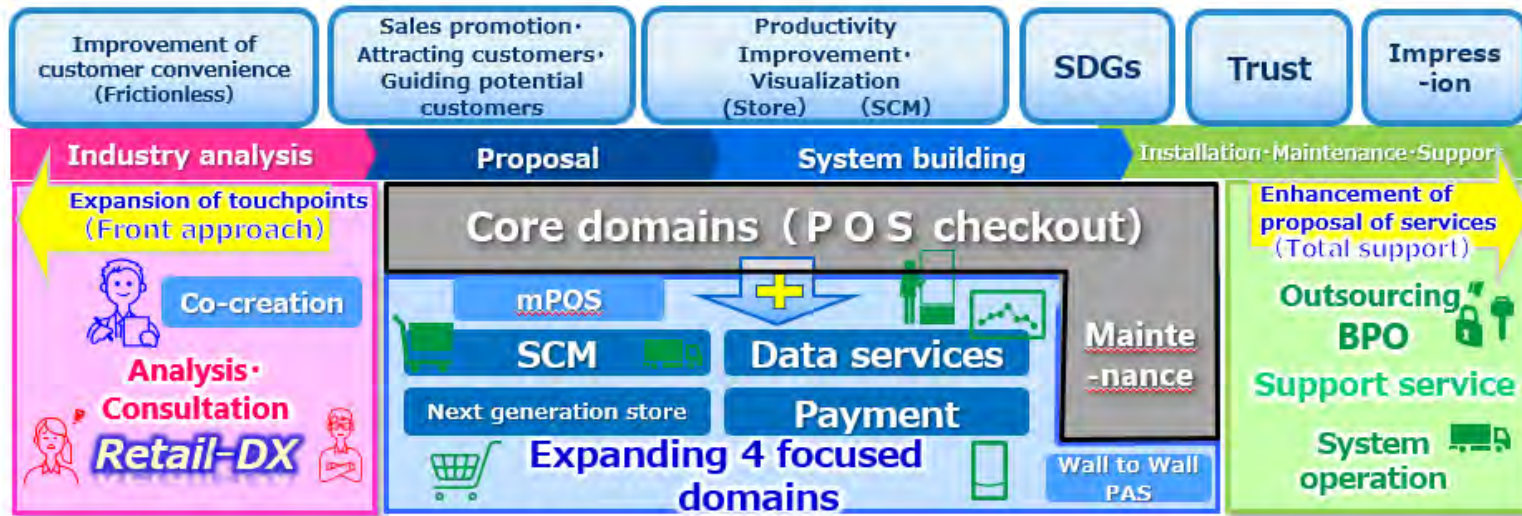 Improvement of
customer convenience
(Frictionless)
Sales promotion・
Attracting customers・
Guiding potential
customers
Productivity
Improvement・
Visualization
(Store) (SCM)
SDGs
Trust
Impress
-ion
Industry analysis
Proposal
System building
Installation・Maintenance・Support
Expansion of touchpoints
(Front approach)
Co-creation
Analysis・
Consultation
Retail-DX
Core domains (POS checkout)
mPOS
SCM
Data services
Next generation store
Payment
Expanding 4 focused
domains
Mainte
-nance
Wall to Wall
PAS
Enhancement of
proposal of services
(Total support)
Outsourcing
BPO
Support service
System
operation